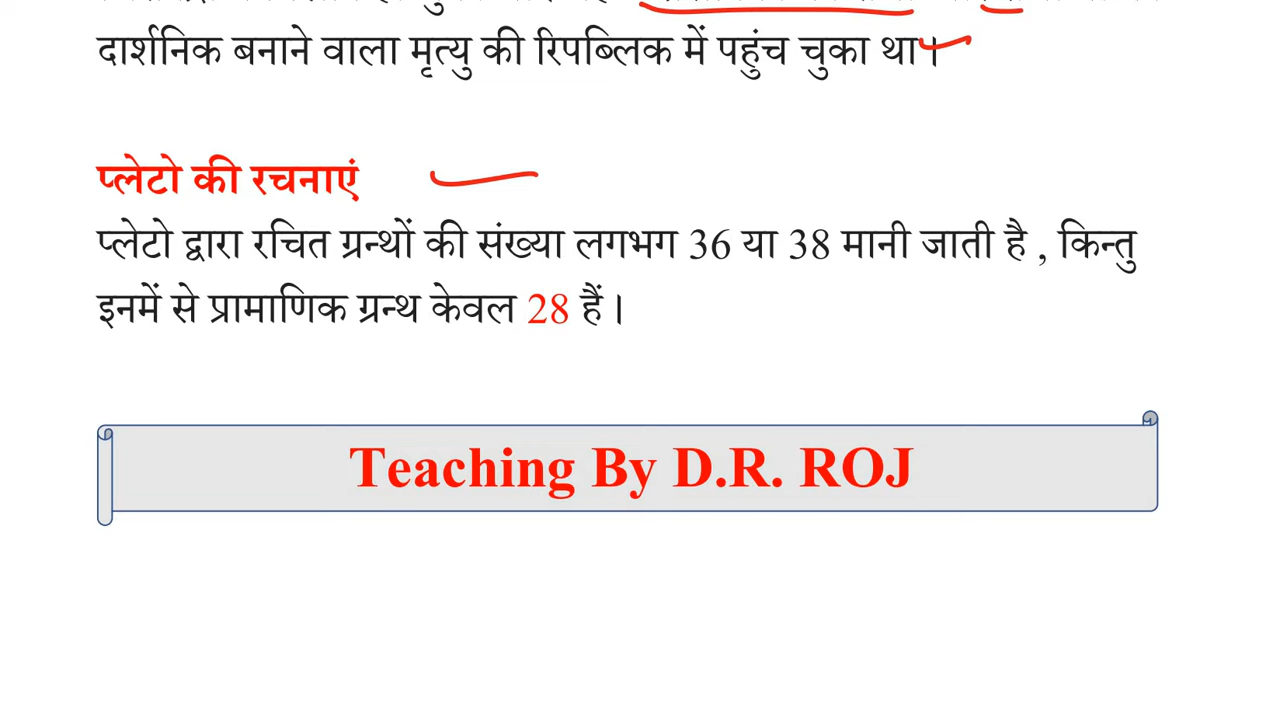 दार्शनिक बनाने वाला मृत्यु की रिपब्लिक में पहुंच चुका था।
प्लेटो की रचनाएं
प्लेटो द्वारा रचित ग्रन्थों की संख्या लगभग 36 या 38 मानी जाती है , किन्तु
इनमें से प्रामाणिक ग्रन्थ केवल 28 हैं।
Teaching By D.R. ROJ